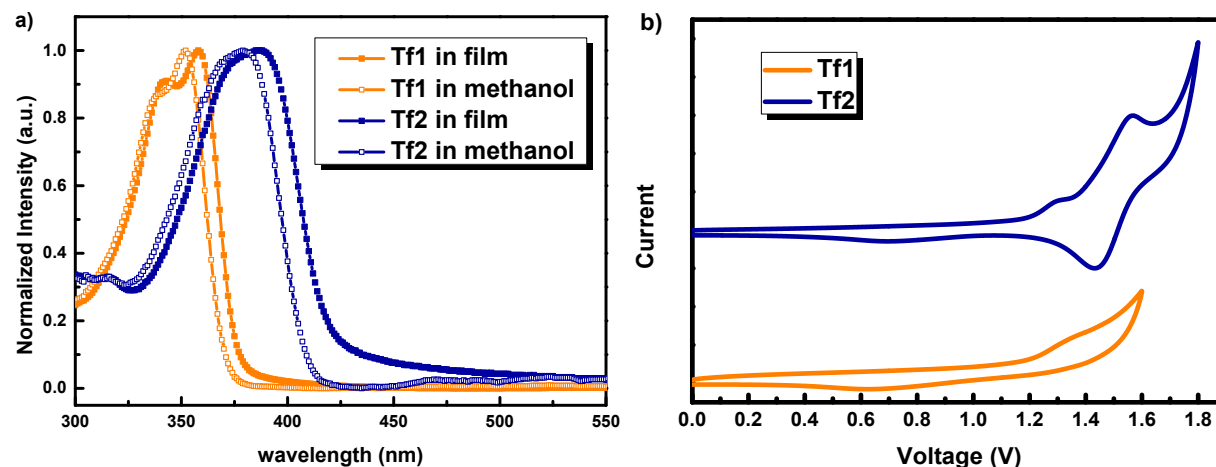 a)
Normalized Intensity (a.u.)
1.0
0.8
0.6
0.4
0.2
0.0
Tf1 in film
Tf1 in methanol
Tf2 in film
Tf2 in methanol
300 350 400 450 500 550
wavelength (nm)
b)
Current
Tf1
Tf2
0.0 0.2 0.4 0.6 0.8 1.0 1.2 1.4 1.6 1.8
Voltage (V)